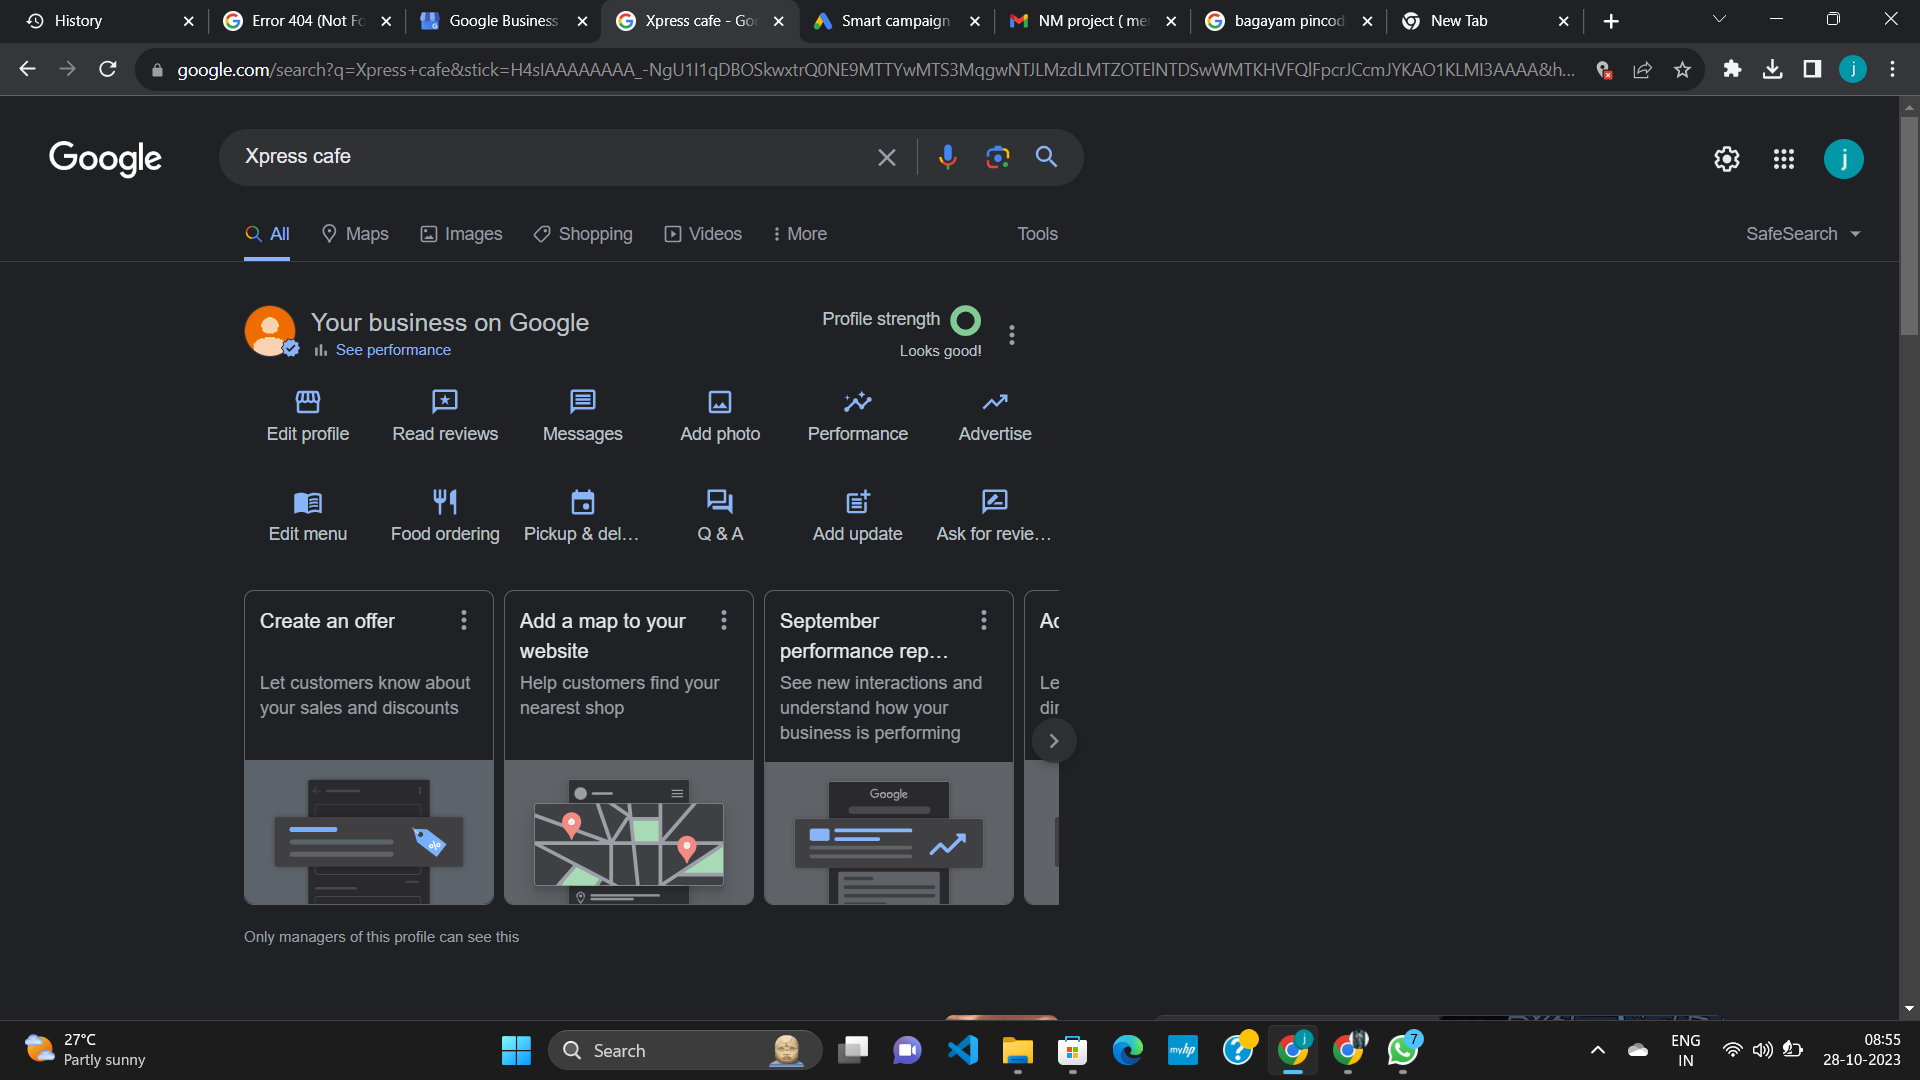 History
Error 404 (Not Fo
Google Business
Xpress cafe - Goo
Smart campaign
NM project ( me
bagayam pincod
New Tab
google.com/search?q=Xpress+cafe&stick=H4sIAAAAAAAA_-NgU1I1qDBOSkwxtrQ0NE9MTTYwMTS3MqgwNTJLMzdLMTZOTElNTDSwWMTKHVFQlFpcrJCcmJYKAO1KLMI3AAAA&h...
j
Google
Xpress cafe
j
All
Maps
Images
Shopping
Videos
More
Tools
SafeSearch
Your business on Google
See performance
Profile strength
Looks good!
Edit profile
Read reviews
Messages
Add photo
Performance
Advertise
Edit menu
Food ordering
Pickup & del...
Q & A
Add update
Ask for revie...
Create an offer
Let customers know about
your sales and discounts
Add a map to your
website
Help customers find your
nearest shop
September
performance rep...
See new interactions and
understand how your
business is performing
Google
Only managers of this profile can see this
27°C
Partly sunny
Search
myhp
j
7
ENG
IN
08:55
28-10-2023